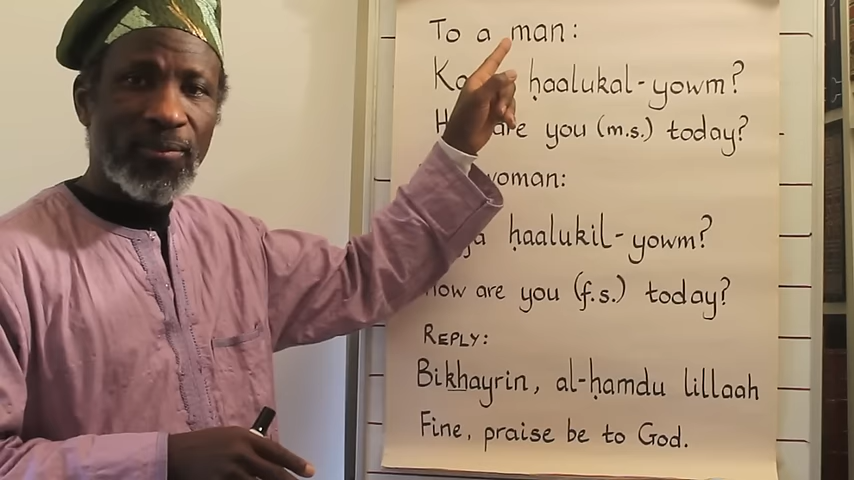 To a man:
ḥaalukal-yowm?
are you (m.s.) today?
woman:
ḥaalukil-yowm?
How are you (f.s.) today?
REPLY:
Bikhayrin, al-ḥamdu lillaah
Fine, praise be to God.